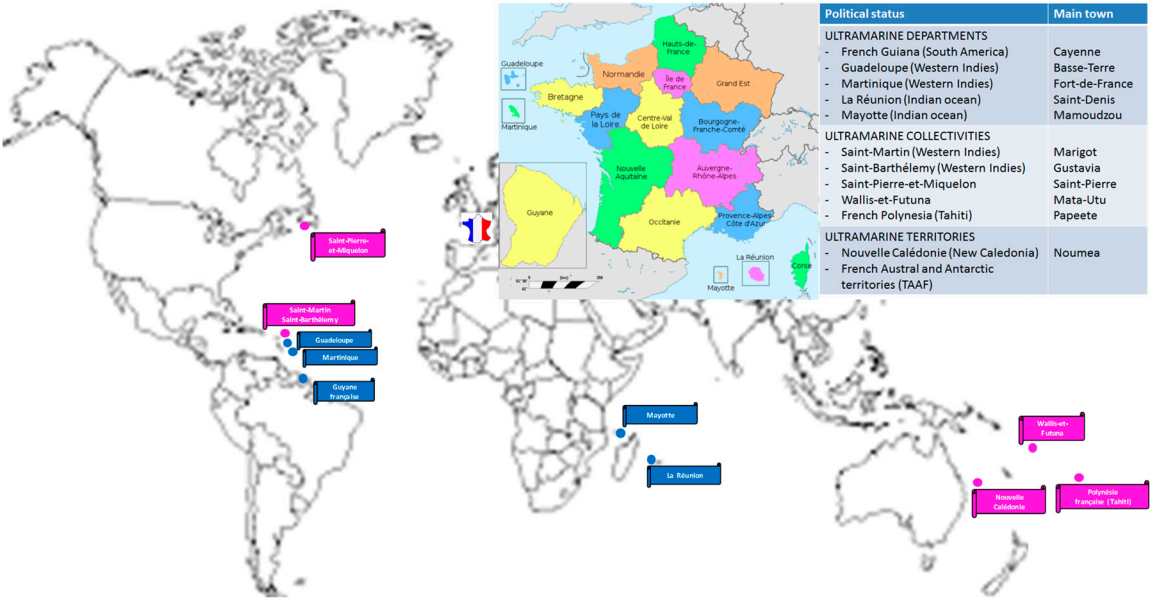 Political status Main town
ULTRAMARINE DEPARTMENTS
- French Guiana (South America) Cayenne
- Guadeloupe (Western Indies) Basse-Terre
- Martinique (Western Indies) Fort-de-France
- La Réunion (Indian ocean) Saint-Denis
- Mayotte (Indian ocean) Mamoudzou
ULTRAMARINE COLLECTIVITIES
- Saint-Martin (Western Indies) Marigot
- Saint-Barthélemy (Western Indies) Gustavia
- Saint-Pierre-et-Miquelon Saint-Pierre
- Wallis-et-Futuna Mata-Utu
- French Polynesia (Tahiti) Papeete
ULTRAMARINE TERRITORIES
- Nouvelle Calédonie (New Caledonia) Noumea
- French Austral and Antarctic
territories (TAAF)
Hauts-de-
France
Guadeloupe
Normandie
Île de
France
Grand Est
Bretagne
Martinique
Pays de
la Loire
Centre-Val
de Loire
Bourgogne-
Franche-Comté
Nouvelle
Aquitaine
Auvergne-
Rhône-Alpes
Guyane
Occitanie
Provence-Alpes
Côte d'Azur
La Réunion
Mayotte
Corse
0 (km) 250
Saint-Pierre-
et-Miquelon
Saint-Martin
Saint-Barthélemy
Guadeloupe
Martinique
Guyane
française
Mayotte
La Réunion
Wallis-et-
Futuna
Nouvelle
Calédonie
Polynésie
française (Tahiti)